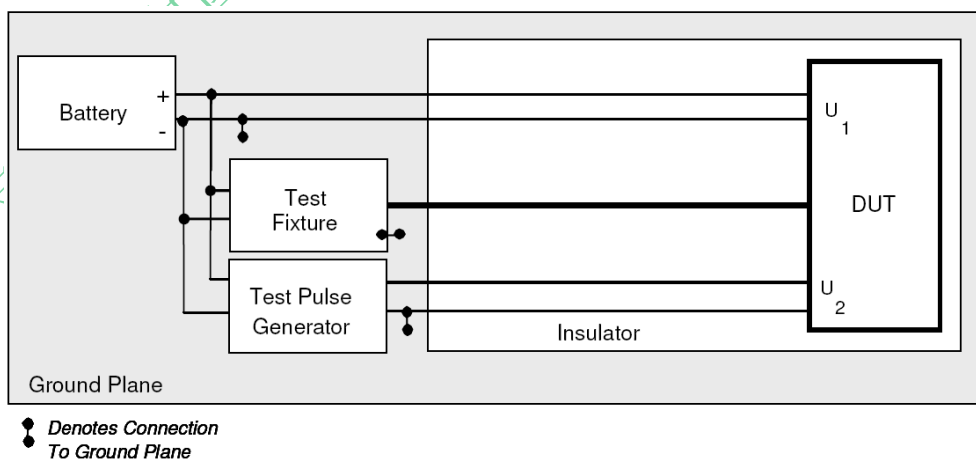 Battery
+
-
Test
Fixture
Test Pulse
Generator
U
1
DUT
U
2
Insulator
Ground Plane
Denotes Connection
To Ground Plane